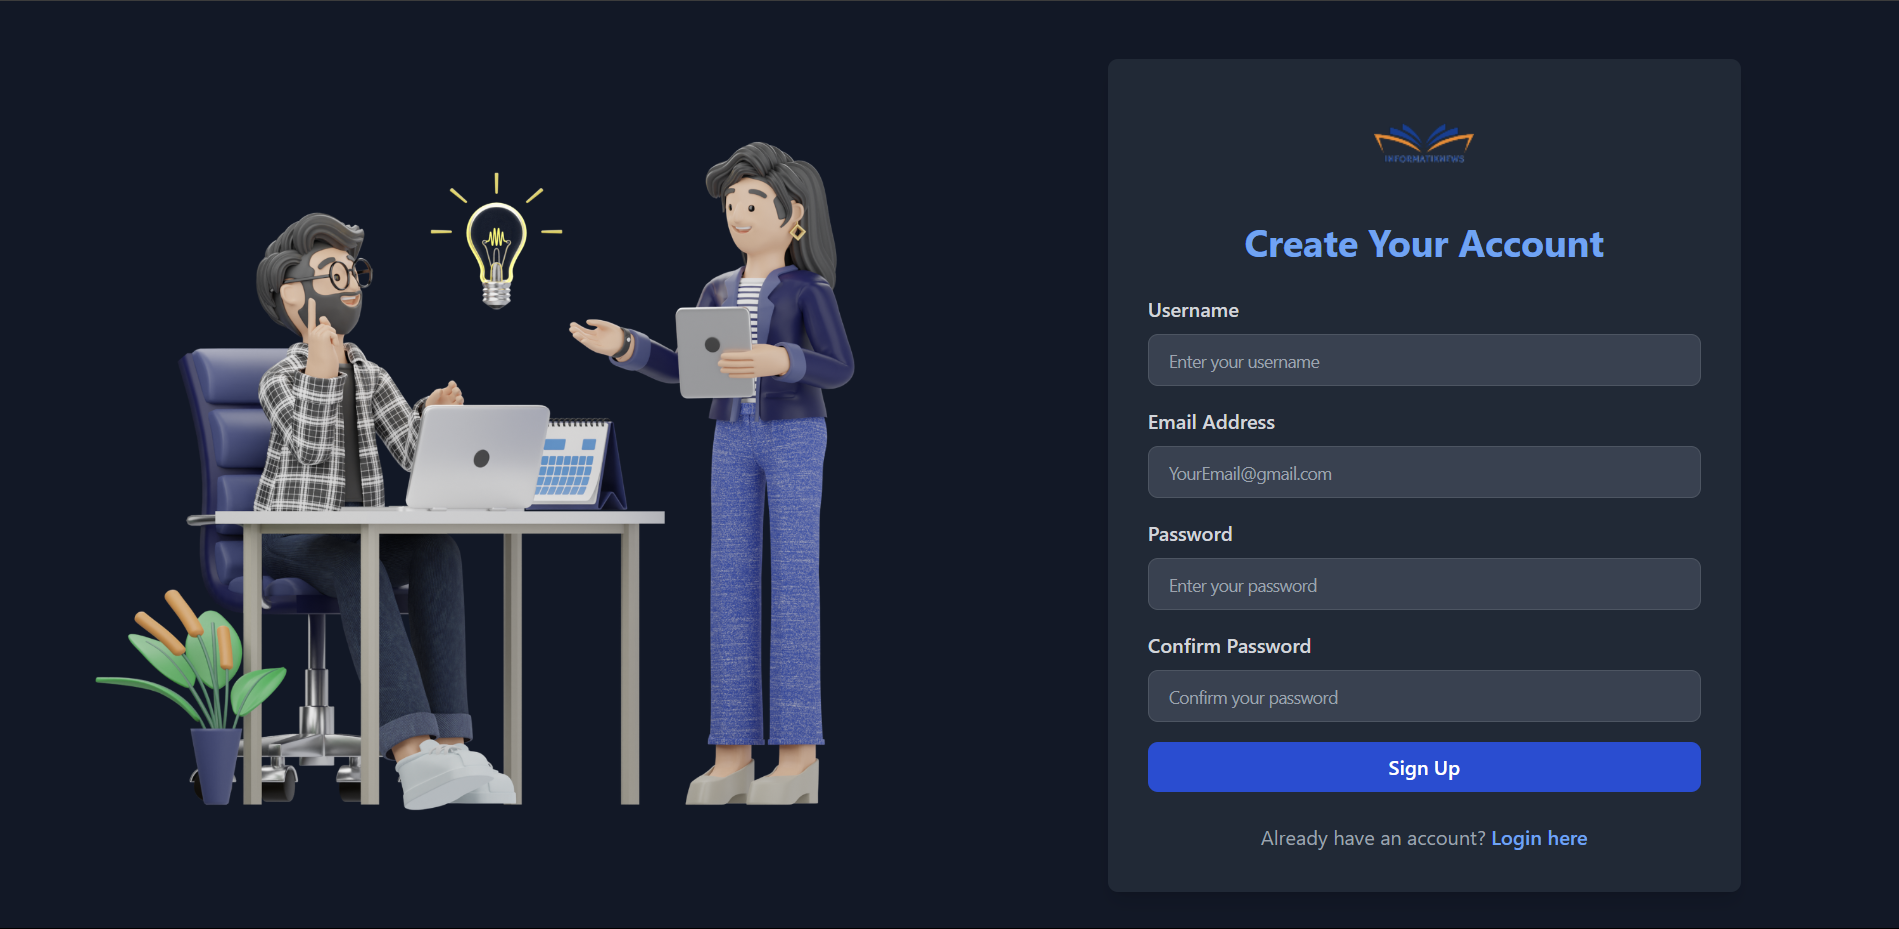 INFORMATIKNEWS
Create Your Account
Username
Enter your username
Email Address
YourEmail@gmail.com
Password
Enter your password
Confirm Password
Confirm your password
Sign Up
Already have an account? Login here